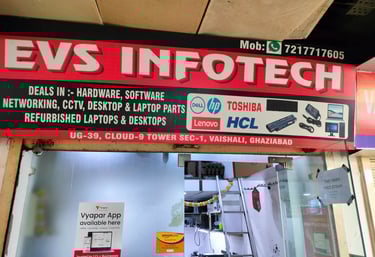 Mob: 7217717605
EVS INFOTECH
DEALS IN :- HARDWARE, SOFTWARE
NETWORKING, CCTV, DESKTOP & LAPTOP PARTS
REFURBISHED LAPTOPS & DESKTOPS
DELL hp TOSHIBA
Lenovo HCL
UG-39, CLOUD-9 TOWER SEC-1, VAISHALI, GHAZIABAD
Vyapar App
available here